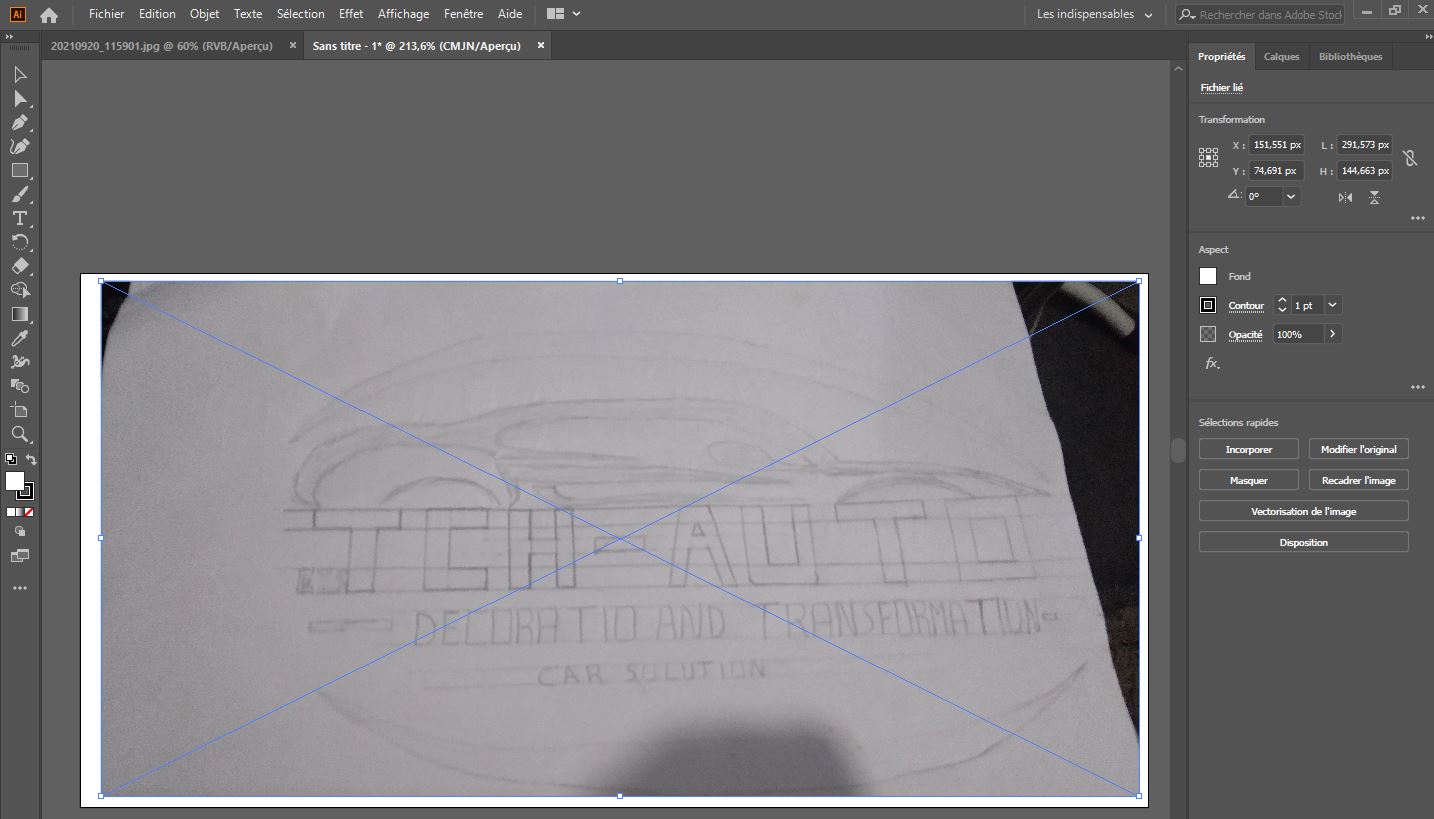 Ai Fichier Edition Objet Texte Sélection Effet Affichage Fenêtre Aide Les indispensables Rechercher dans Adobe Stock
20210920_115901.jpg @ 60% (RVB/Aperçu) × Sans titre - 1* @ 213,6% (CMJN/Aperçu) ×
Propriétés Calques Bibliothèques
Fichier lié
Transformation
X : 151,551 px L : 291,573 px
Y : 74,691 px H : 144,663 px
0°
Aspect
Fond
Contour 1 pt
Opacité 100%
fx
Sélections rapides
Incorporer Modifier l'original
Masquer Recadrer l'image
Vectorisation de l'image
Disposition
TCH-AUTO
DECORATIO AND TRANSFORMATION
CAR SOLUTION